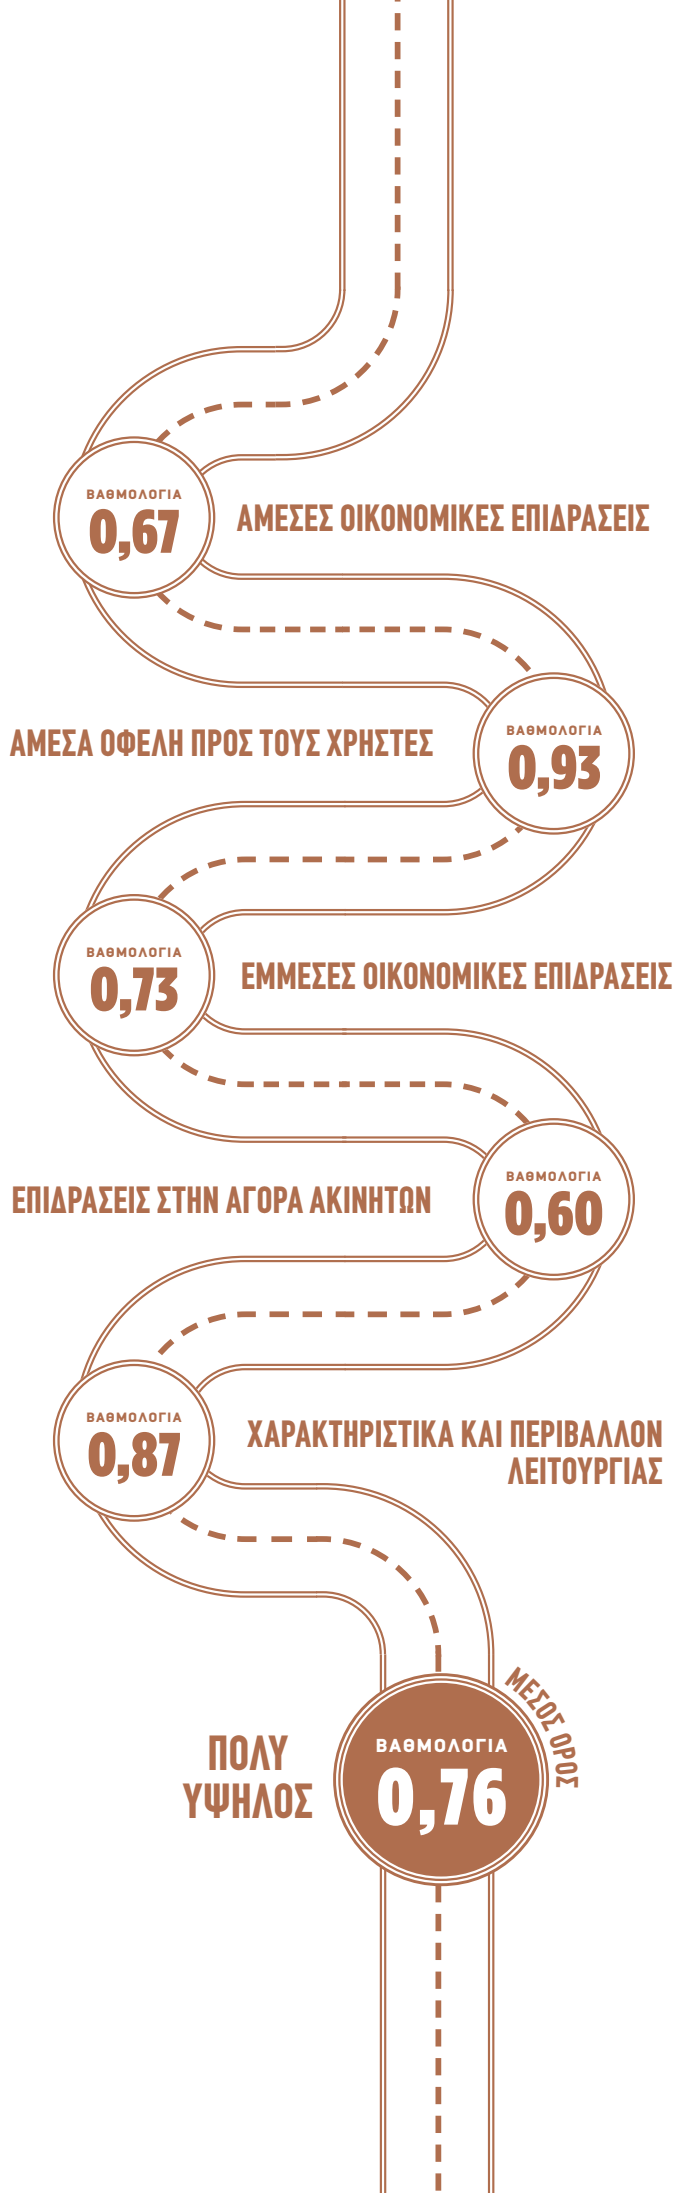 ΒΑΘΜΟΛΟΓΙΑ
0,67
ΑΜΕΣΕΣ ΟΙΚΟΝΟΜΙΚΕΣ ΕΠΙΔΡΑΣΕΙΣ
ΑΜΕΣΑ ΟΦΕΛΗ ΠΡΟΣ ΤΟΥΣ ΧΡΗΣΤΕΣ
ΒΑΘΜΟΛΟΓΙΑ
0,93
ΒΑΘΜΟΛΟΓΙΑ
0,73
ΕΜΜΕΣΕΣ ΟΙΚΟΝΟΜΙΚΕΣ ΕΠΙΔΡΑΣΕΙΣ
ΕΠΙΔΡΑΣΕΙΣ ΣΤΗΝ ΑΓΟΡΑ ΑΚΙΝΗΤΩΝ
ΒΑΘΜΟΛΟΓΙΑ
0,60
ΒΑΘΜΟΛΟΓΙΑ
0,87
ΧΑΡΑΚΤΗΡΙΣΤΙΚΑ ΚΑΙ ΠΕΡΙΒΑΛΛΟΝ
ΛΕΙΤΟΥΡΓΙΑΣ
ΠΟΛΥ
ΥΨΗΛΟΣ
ΒΑΘΜΟΛΟΓΙΑ
0,76
ΜΕΣΟΣ ΟΡΟΣ